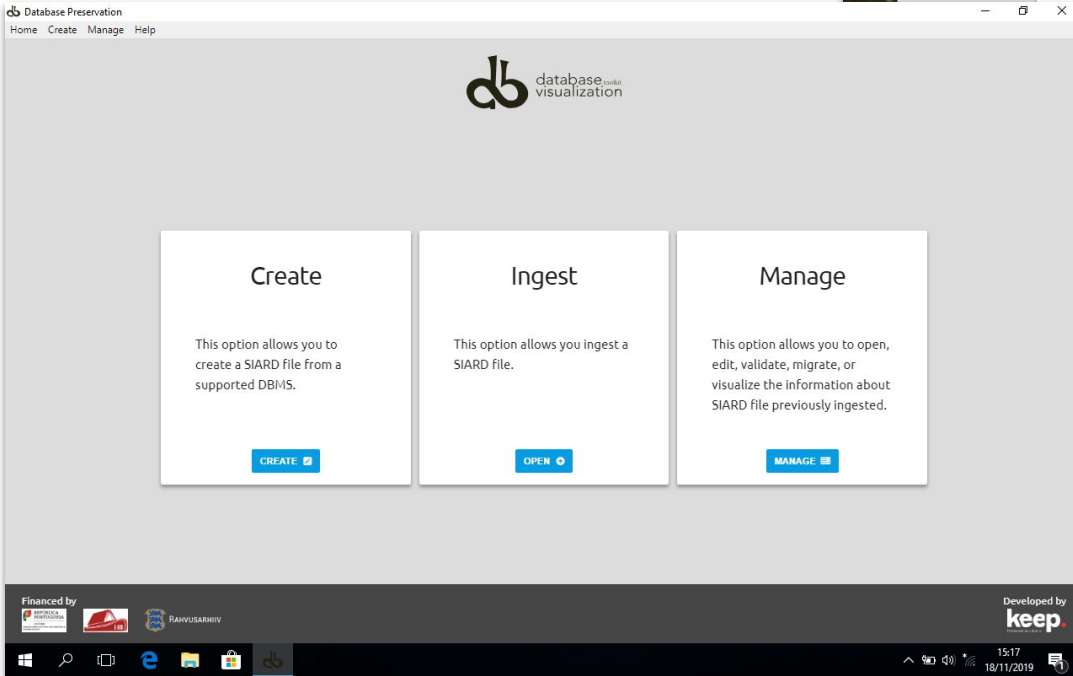 Database Preservation
Home Create Manage Help
database toolkit
visualization
Create
This option allows you to
create a SIARD file from a
supported DBMS.
CREATE
Ingest
This option allows you ingest a
SIARD file.
OPEN
Manage
This option allows you to open,
edit, validate, migrate, or
visualize the information about
SIARD file previously ingested.
MANAGE
Financed by
REPÚBLICA
PORTUGUESA
RAHVUSARHIIV
Developed by
keep.
15:17
18/11/2019
1